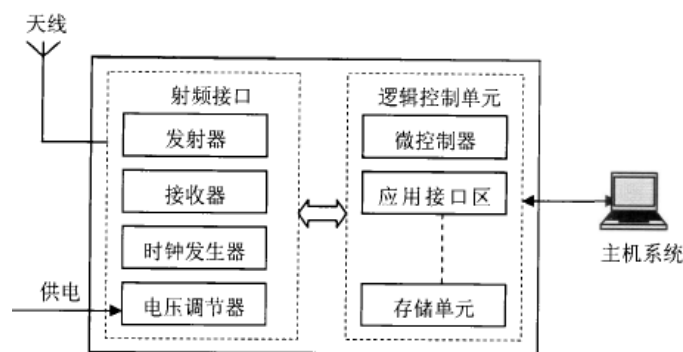 天线
射频接口
发射器
接收器
时钟发生器
电压调节器
供电
逻辑控制单元
微控制器
应用接口区
存储单元
主机系统